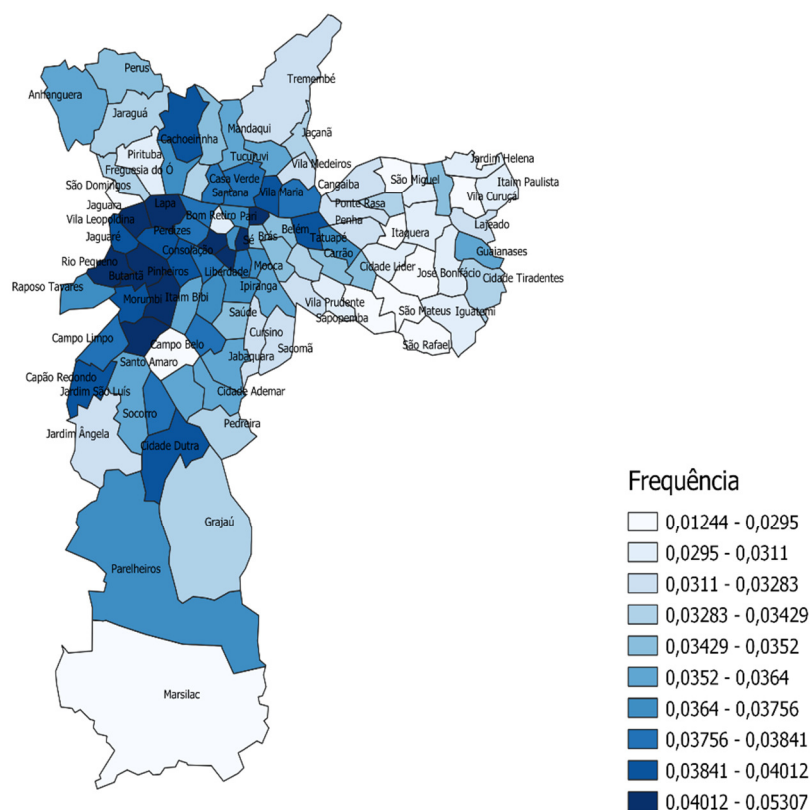 Perus
Tremembé
Anhanguera
Jaraguá
Mandaqui
Jaçanã
Cachoeirinha
Pirituba
Tucuruvi
Jardim Helena
Freguesia do Ó
Vila Medeiros
São Domingos
Casa Verde
Cangaiba
São Miguel
Itaim Paulista
Santana
Vila Maria
Vila Curuçá
Jaguara
Lapa
Ponte Rasa
Vila Leopoldina
Bom Retiro
Pari
Penha
Lajeado
Perdizes
Belém
Itaquera
Jaguaré
Sé
Brás
Tatuapé
Consolação
Carrão
Guaianases
Rio Pequeno
Butantã
Pinheiros
Liberdade
Mooca
Cidade Lider
José Bonifácio
Cidade Tiradentes
Raposo Tavares
Morumbi
Itaim Bibi
Ipiranga
Vila Prudente
Saúde
Sapopemba
São Mateus
Iguatemi
Campo Limpo
Campo Belo
Cursino
São Rafael
Sacomã
Santo Amaro
Jabaquara
Capão Redondo
Jardim São Luís
Cidade Ademar
Socorro
Jardim Ângela
Pedreira
Cidade Dutra
Grajaú
Parelheiros
Marsilac
Frequência
0,01244 - 0,0295
0,0295 - 0,0311
0,0311 - 0,03283
0,03283 - 0,03429
0,03429 - 0,0352
0,0352 - 0,0364
0,0364 - 0,03756
0,03756 - 0,03841
0,03841 - 0,04012
0,04012 - 0,05307